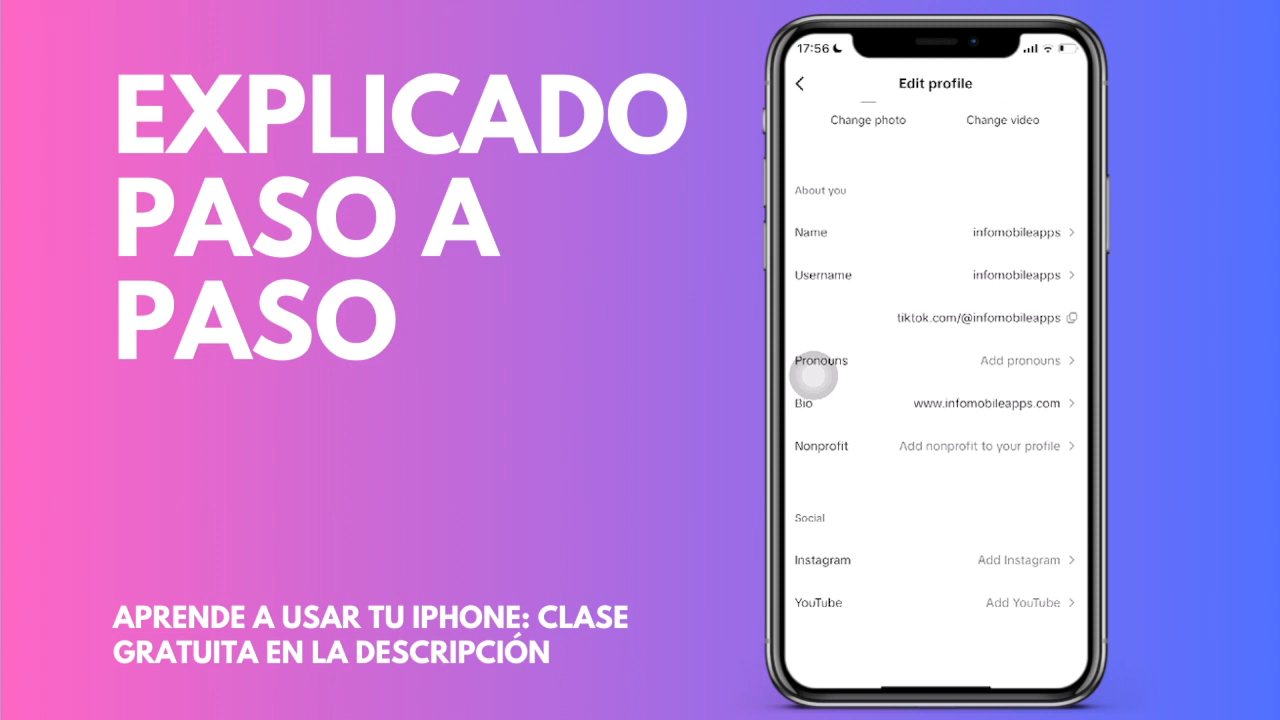 EXPLICADO
PASO A
PASO
APRENDE A USAR TU IPHONE: CLASE
GRATUITA EN LA DESCRIPCIÓN
17:56
Edit profile
Change photo Change video
About you
Name infomobileapps
Username infomobileapps
tiktok.com/@infomobileapps
Pronouns Add pronouns
Bio www.infomobileapps.com
Nonprofit Add nonprofit to your profile
Social
Instagram Add Instagram
YouTube Add YouTube